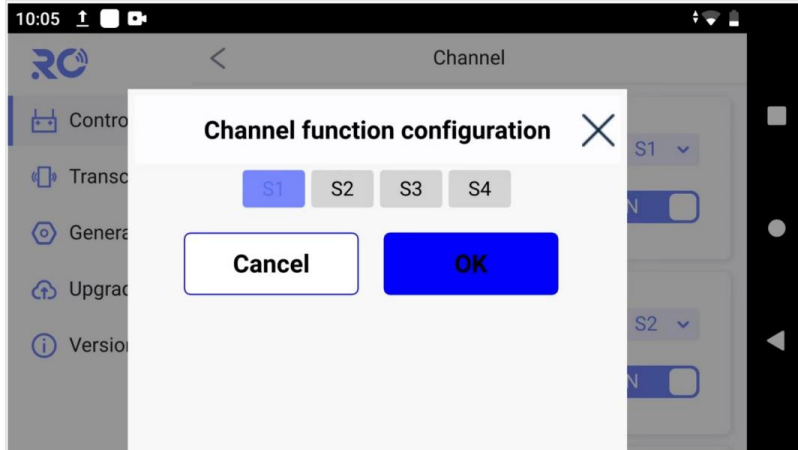 10:05
RC
Channel
Contro
Channel function configuration
S1
Transc
S1 S2 S3 S4
N
Genera
Cancel OK
Upgrad
S2
Version
N